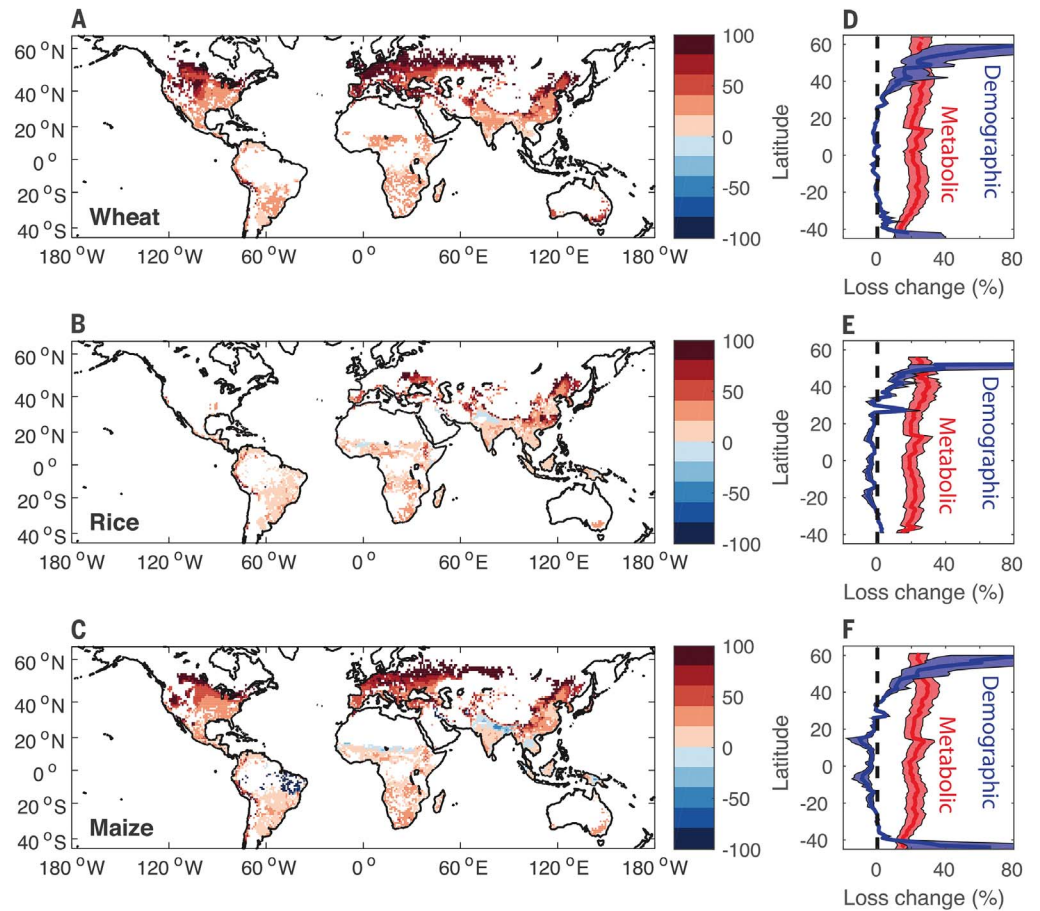 A
60 °N
40 °N
20 °N
0 °
20 °S
40 °S
Wheat
180 °W
120 °W
60 °W
0 °
60 °E
120 °E
180 °W
100
50
0
-50
-100
D
Latitude
60
40
20
0
-20
-40
Demographic
Metabolic
0
40
80
Loss change (%)
B
60 °N
40 °N
20 °N
0 °
20 °S
40 °S
Rice
180 °W
120 °W
60 °W
0 °
60 °E
120 °E
180 °W
100
50
0
-50
-100
E
Latitude
60
40
20
0
-20
-40
Demographic
Metabolic
0
40
80
Loss change (%)
C
60 °N
40 °N
20 °N
0 °
20 °S
40 °S
Maize
180 °W
120 °W
60 °W
0 °
60 °E
120 °E
180 °W
100
50
0
-50
-100
F
Latitude
60
40
20
0
-20
-40
Demographic
Metabolic
0
40
80
Loss change (%)